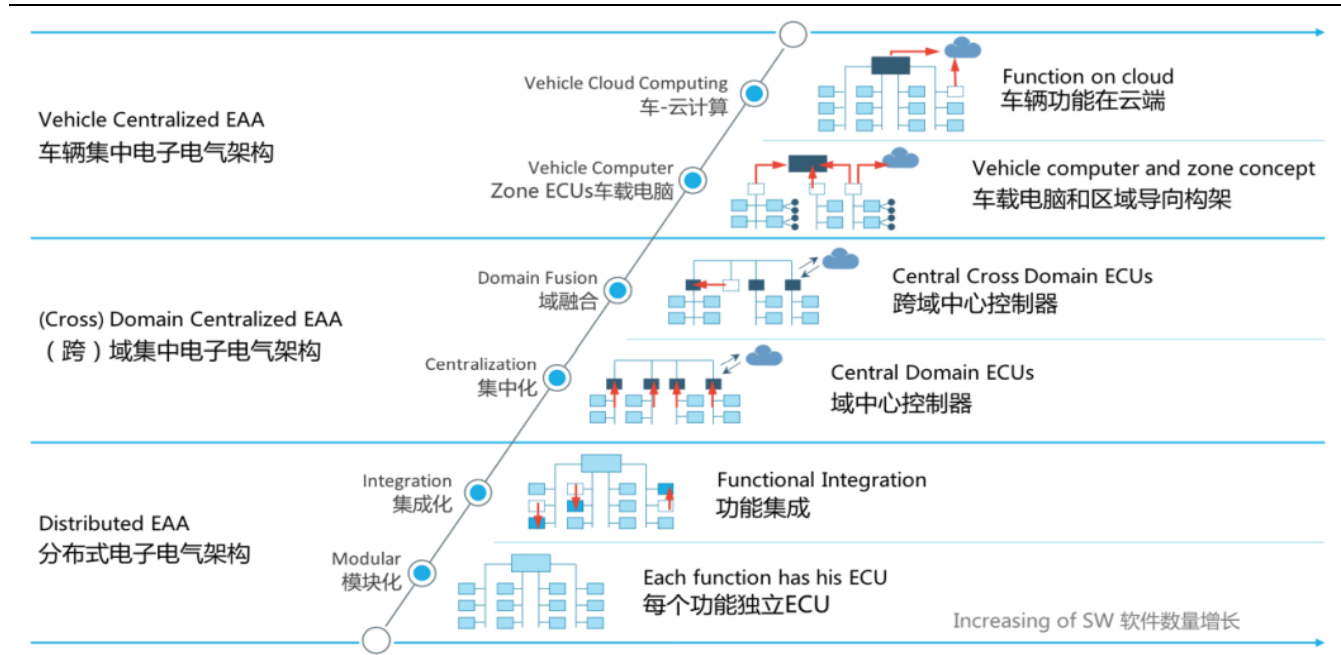 Vehicle Centralized EAA
车辆集中电子电气架构
Vehicle Cloud Computing
车-云计算
Function on cloud
车辆功能在云端
Vehicle Computer
Zone ECUs车载电脑
Vehicle computer and zone concept
车载电脑和区域导向构架
(Cross) Domain Centralized EAA
（跨）域集中电子电气架构
Domain Fusion
域融合
Central Cross Domain ECUs
跨域中心控制器
Centralization
集中化
Central Domain ECUs
域中心控制器
Distributed EAA
分布式电子电气架构
Integration
集成化
Functional Integration
功能集成
Modular
模块化
Each function has his ECU
每个功能独立ECU
Increasing of SW 软件数量增长